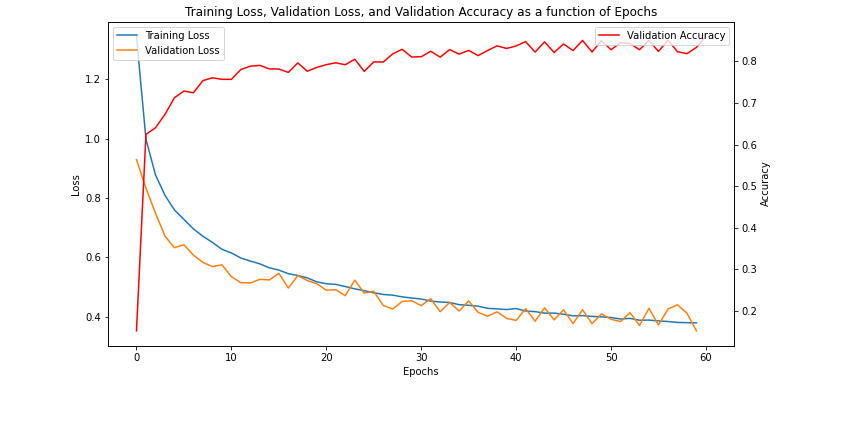 Training Loss, Validation Loss, and Validation Accuracy as a function of Epochs
Training Loss
Validation Loss
Validation Accuracy
Loss
1.2
1.0
0.8
0.6
0.4
Accuracy
0.8
0.7
0.6
0.5
0.4
0.3
0.2
0 10 20 30 40 50 60
Epochs